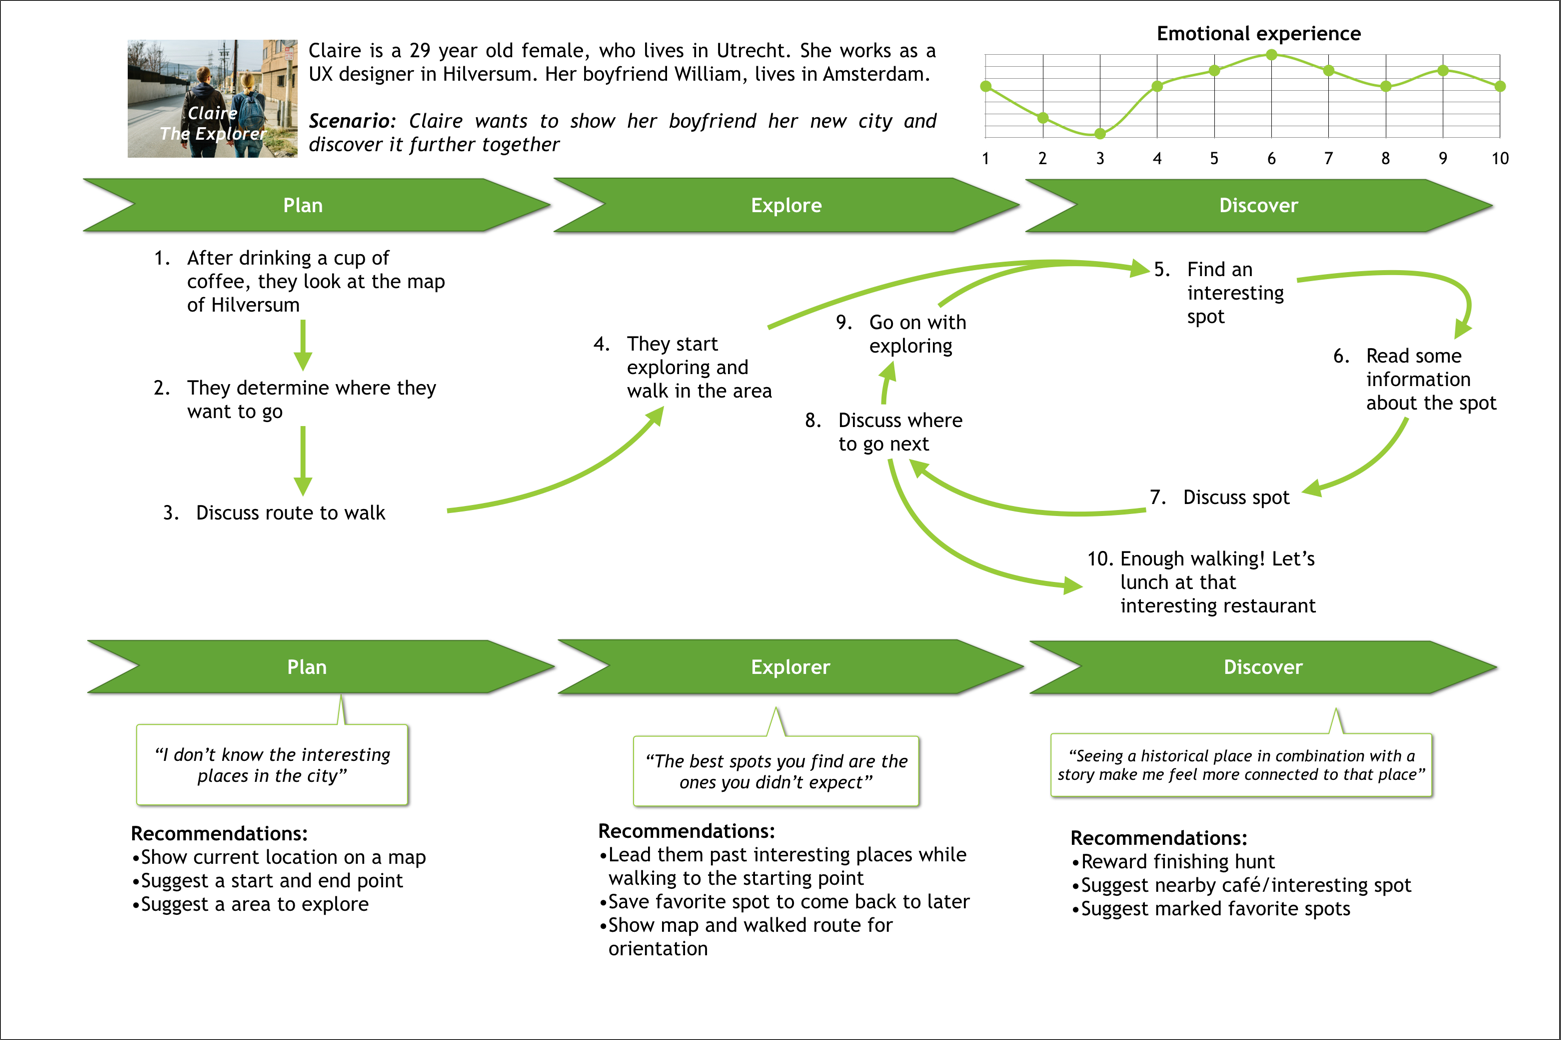 Claire
The Explorer
Claire is a 29 year old female, who lives in Utrecht. She works as a
UX designer in Hilversum. Her boyfriend William, lives in Amsterdam.
Scenario: Claire wants to show her boyfriend her new city and
discover it further together
Emotional experience
1 2 3 4 5 6 7 8 9 10
Plan
Explore
Discover
1. After drinking a cup of
coffee, they look at the map
of Hilversum
2. They determine where they
want to go
3. Discuss route to walk
4. They start
exploring and
walk in the area
5. Find an
interesting
spot
6. Read some
information
about the spot
7. Discuss spot
8. Discuss where
to go next
9. Go on with
exploring
10. Enough walking! Let’s
lunch at that
interesting restaurant
Plan
Explorer
Discover
“I don’t know the interesting
places in the city”
Recommendations:
•Show current location on a map
•Suggest a start and end point
•Suggest a area to explore
“The best spots you find are the
ones you didn’t expect”
Recommendations:
•Lead them past interesting places while
walking to the starting point
•Save favorite spot to come back to later
•Show map and walked route for
orientation
“Seeing a historical place in combination with a
story make me feel more connected to that place”
Recommendations:
•Reward finishing hunt
•Suggest nearby café/interesting spot
•Suggest marked favorite spots